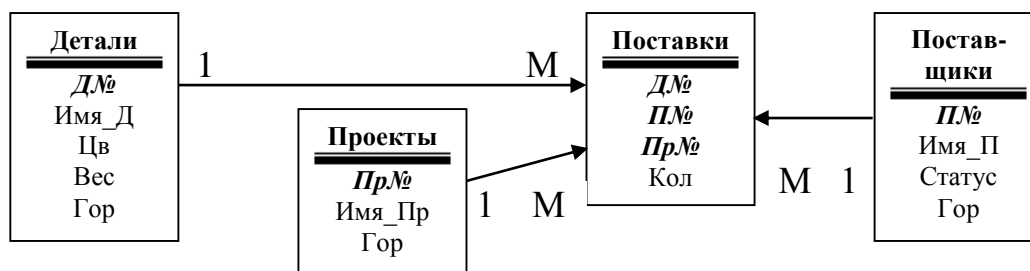 Детали
Д№
Имя_Д
Цв
Вес
Гор
1
М
Проекты
Пр№
Имя_Пр
Гор
1
М
Поставки
Д№
П№
Пр№
Кол
М
1
Постав-
щики
П№
Имя_П
Статус
Гор